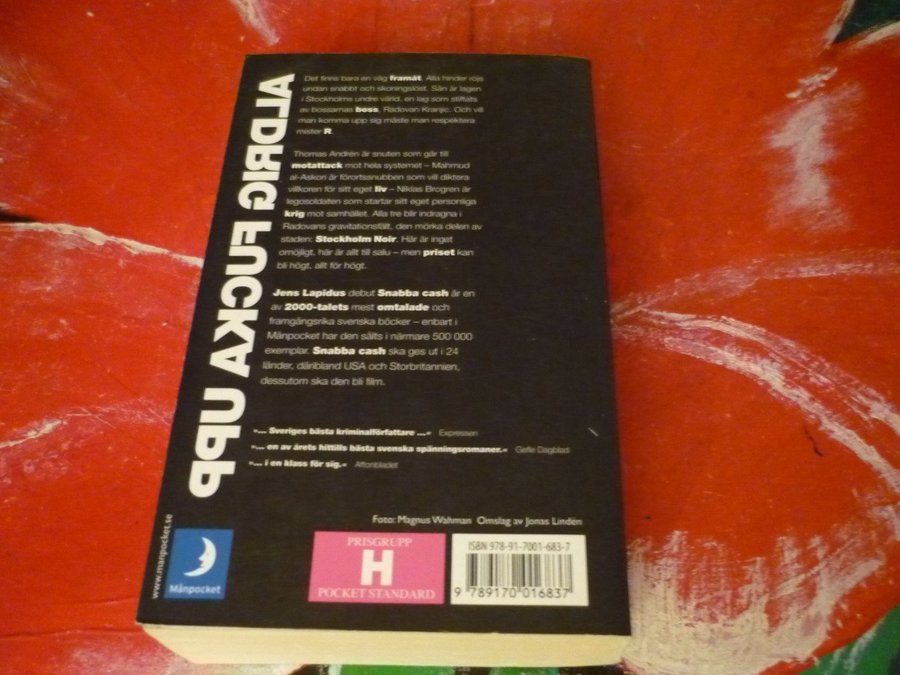 ALDRIG FUCKA UPP
Det finns bara en väg framåt. Alla hinder röjs
undan snabbt och skoningslöst. Sån är lagen
i Stockholms undre värld, en lag som stiftats
av bossarnas boss, Radovan Kranjic. Och vill
man komma upp sig måste man respektera
mister R.
Thomas Andrén är snuten som går till
motattack mot hela systemet – Mahmud
al-Askori är förortssnubben som vill diktera
villkoren för sitt eget liv – Niklas Brogren är
legosoldaten som startar sitt eget personliga
krig mot samhället. Alla tre blir indragna i
Radovans gravitationsfält, den mörka delen av
staden: Stockholm Noir. Här är inget
omöjligt, här är allt till salu – men priset kan
bli högt, allt för högt.
Jens Lapidus debut Snabba cash är en
av 2000-talets mest omtalade och
framgångsrika svenska böcker – enbart i
Månpocket har den sålts i närmare 500 000
exemplar. Snabba cash ska ges ut i 24
länder, däribland USA och Storbritannien,
dessutom ska den bli film.
»... Sveriges bästa kriminalförfattare ...« Expressen
»... en av årets hittills bästa svenska spänningsromaner.« Gefle Dagblad
»... i en klass för sig.« Aftonbladet
Foto: Magnus Wahman Omslag av Jonas Lindén
www.manpocket.se
Månpocket
PRISGRUPP
H
POCKET STANDARD
ISBN 978-91-7001-683-7
9 789170 016837